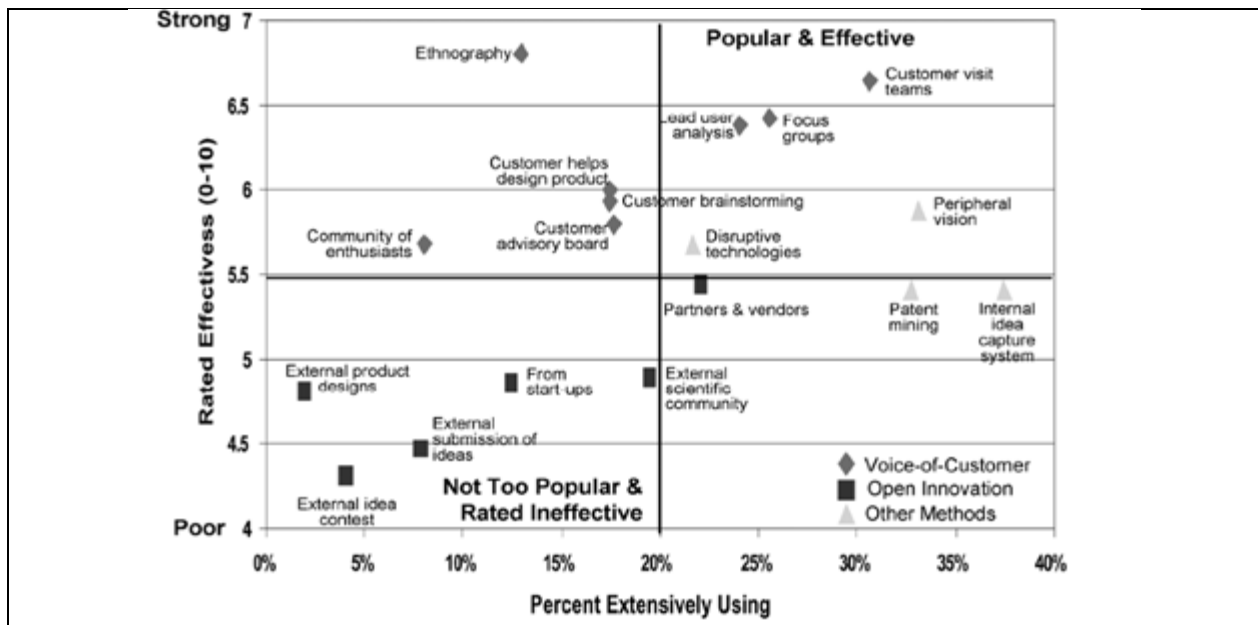 Strong
7
Popular & Effective
Ethnography
Customer visit
teams
6.5
Lead user
analysis
Focus
groups
Customer helps
design product
6
Customer brainstorming
Peripheral
vision
Customer
advisory board
Community of
enthusiasts
Disruptive
technologies
5.5
Partners & vendors
Patent
mining
Internal
idea
capture
system
5
External product
designs
From
start-ups
External
scientific
community
4.5
External
submission of
ideas
External idea
contest
Not Too Popular &
Rated Ineffective
Voice-of-Customer
Open Innovation
Other Methods
Poor
4
Rated Effectiveness (0-10)
0%
5%
10%
15%
20%
25%
30%
35%
40%
Percent Extensively Using